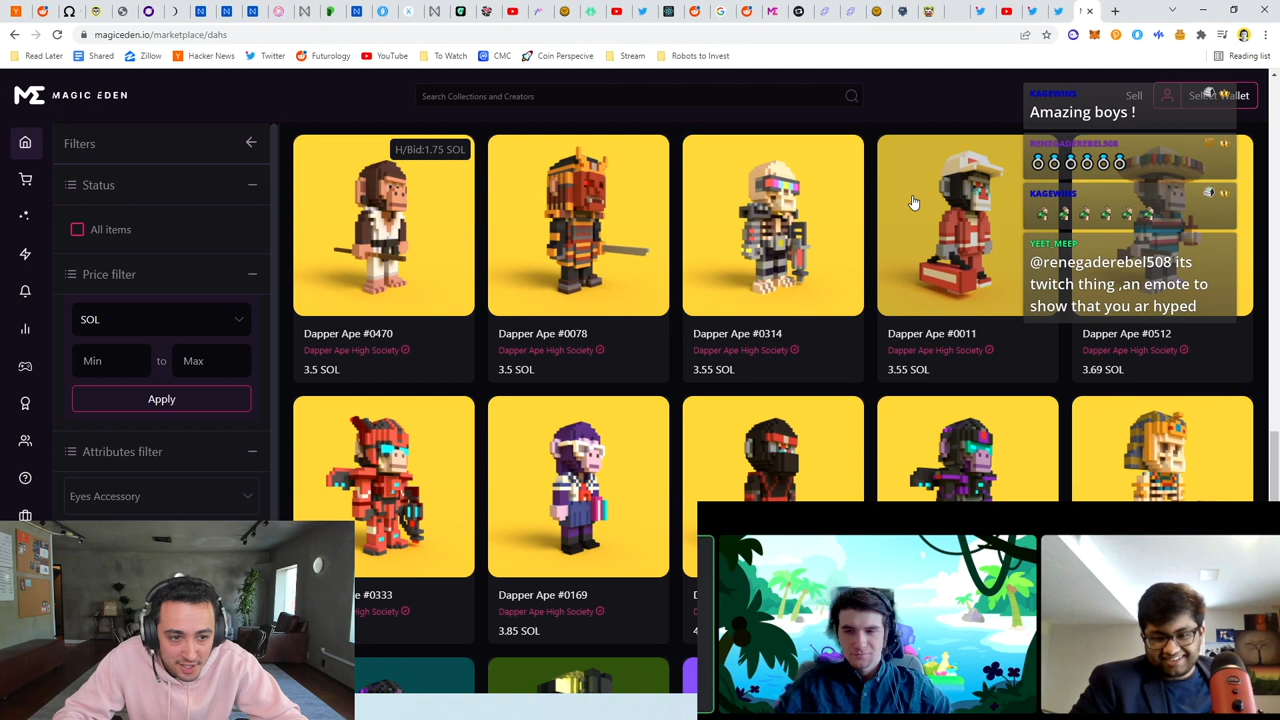 magiceden.io/marketplace/dahs
Read Later
Shared
Zillow
Hacker News
Twitter
Futurology
YouTube
To Watch
CMC
Coin Perspecive
Stream
Robots to Invest
Reading list
MAGIC EDEN
Search Collections and Creators
Sell
Select Wallet
Filters
Status
All items
Price filter
SOL
Min
to
Max
Apply
Attributes filter
Eyes Accessory
H/Bid:1.75 SOL
Dapper Ape #0470
Dapper Ape High Society
3.5 SOL
Dapper Ape #0078
Dapper Ape High Society
3.5 SOL
Dapper Ape #0314
Dapper Ape High Society
3.55 SOL
Dapper Ape #0011
Dapper Ape High Society
3.55 SOL
Dapper Ape #0512
Dapper Ape High Society
3.69 SOL
e #0333
igh Society
Dapper Ape #0169
Dapper Ape High Society
3.85 SOL
KAGEWINS
Amazing boys !
RENEGADEREBEL508
KAGEWINS
YEET_MEEP
@renegaderebel508 its
twitch thing ,an emote to
show that you ar hyped